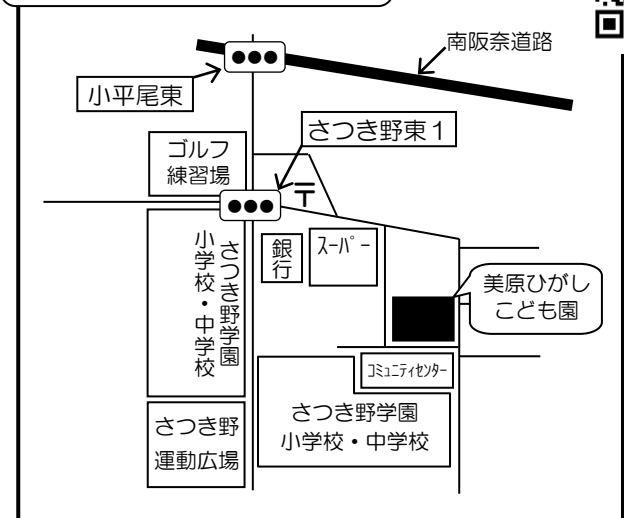 南阪奈道路
小平尾東
さつき野東１
ゴルフ
練習場
〒
さつき野学園
小学校・中学校
銀行
スーパー
美原ひがし
こども園
コミュニティセンター
さつき野学園
小学校・中学校
さつき野
運動広場